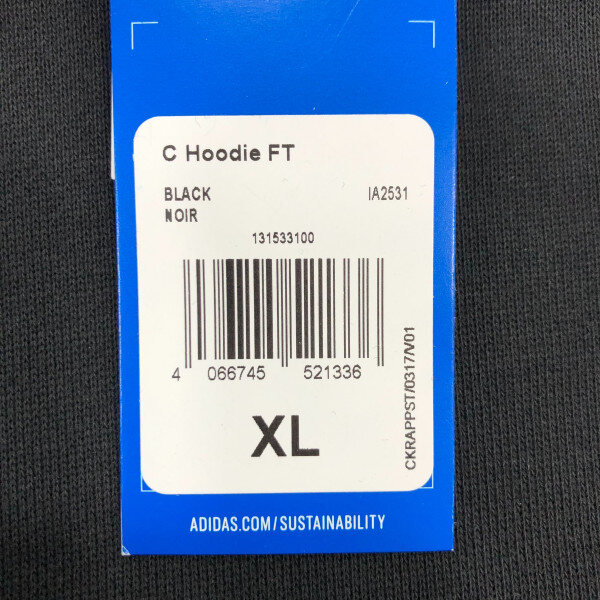 C Hoodie FT
BLACK IA2531
NOIR
131533100
4 066745 521336
XL
CKRAPPST/0317/V01
ADIDAS.COM/SUSTAINABILITY